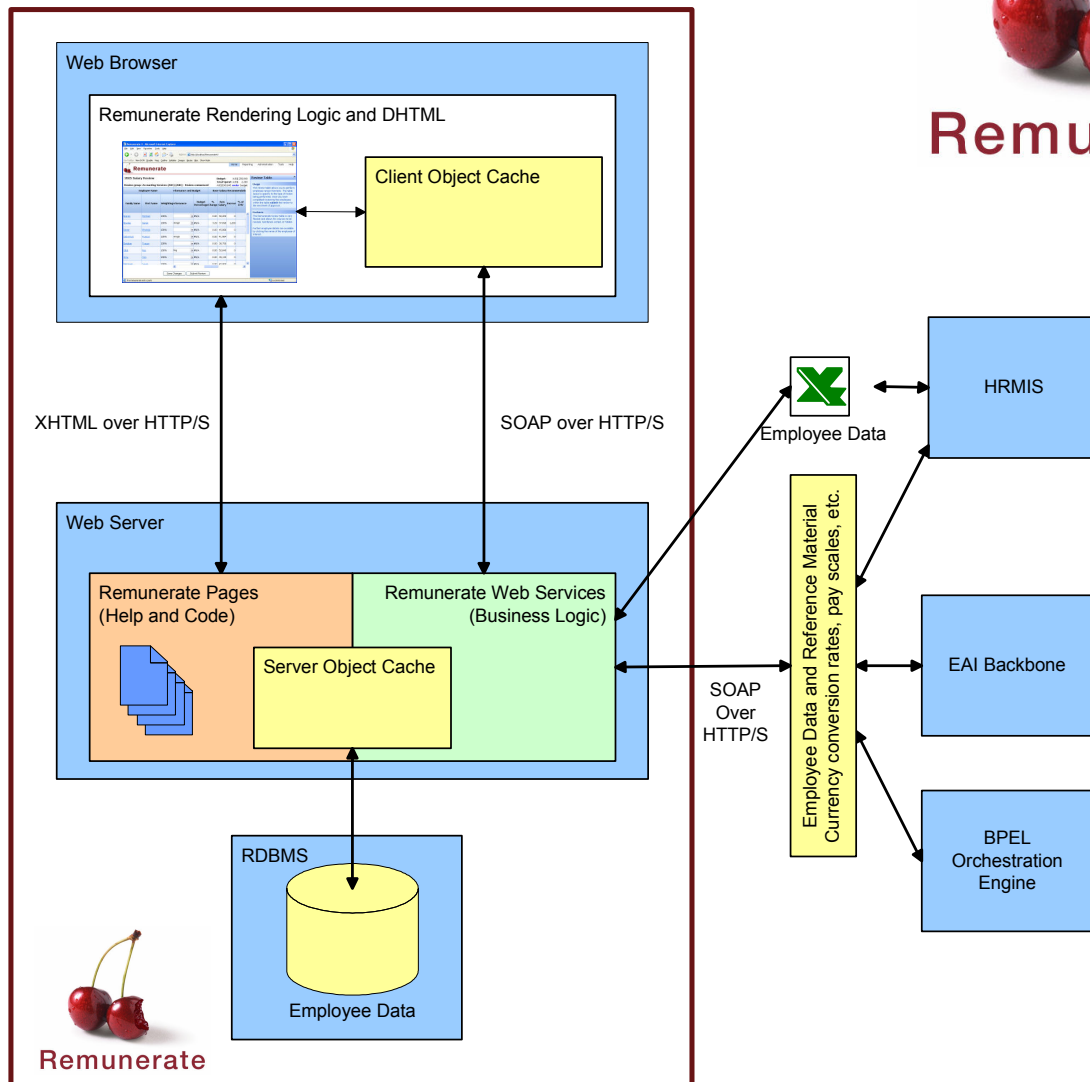 Web Browser
Remunerate Rendering Logic and DHTML
Remunerate
Client Object Cache
Remu
XHTML over HTTP/S
SOAP over HTTP/S
HRMIS
Employee Data
Web Server
Remunerate Pages
(Help and Code)
Remunerate Web Services
(Business Logic)
Server Object Cache
SOAP
Over
HTTP/S
Employee Data and Reference Material
Currency conversion rates, pay scales, etc.
EAI Backbone
BPEL
Orchestration
Engine
RDBMS
Employee Data
Remunerate